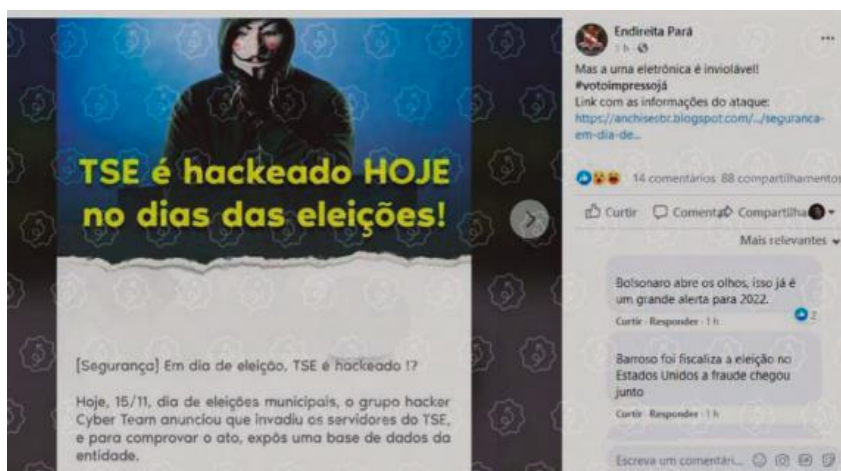 TSE é hackeado HOJE
no dias das eleições!
[Segurança] Em dia de eleição, TSE é hackeado !?
Hoje, 15/11, dia de eleições municipais, o grupo hacker
Cyber Team anunciou que invadiu os servidores do TSE,
e para comprovar o ato, expôs uma base de dados da
entidade.
Endireita Pará
1 h
Mas a urna eletrônica é inviolável!
#votoimpressojá
Link com as informações do ataque:
https://anchisesbr.blogspot.com/.../seguranca-
em-dia-de...
14 comentários 88 compartilhamentos
Curtir Comentar Compartilha
Mais relevantes
Bolsonaro abre os olhos, isso já é
um grande alerta para 2022.
Curtir · Responder · 1 h
2
Barroso foi fiscaliza a eleição no
Estados Unidos a fraude chegou
junto
Curtir · Responder · 1 h
Escreva um comentári...